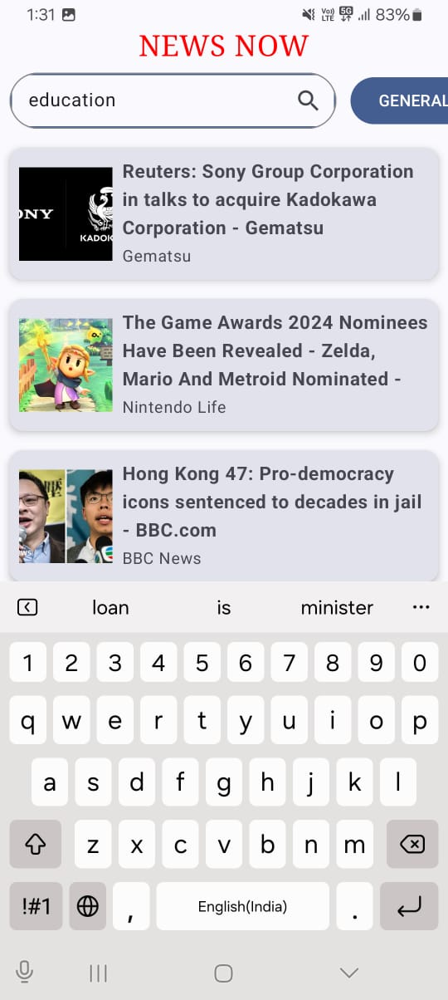 1:31 Vo)) LTE 5G 83%
NEWS NOW
education
GENERAL
Reuters: Sony Group Corporation
in talks to acquire Kadokawa
Corporation - Gematsu
Gematsu
ONY KADOK
The Game Awards 2024 Nominees
Have Been Revealed - Zelda,
Mario And Metroid Nominated -
Nintendo Life
Hong Kong 47: Pro-democracy
icons sentenced to decades in jail
- BBC.com
BBC News
loan is minister ...
1 2 3 4 5 6 7 8 9 0
q w e r t y u i o p
a s d f g h j k l
z x c v b n m
!#1 , English(India) .